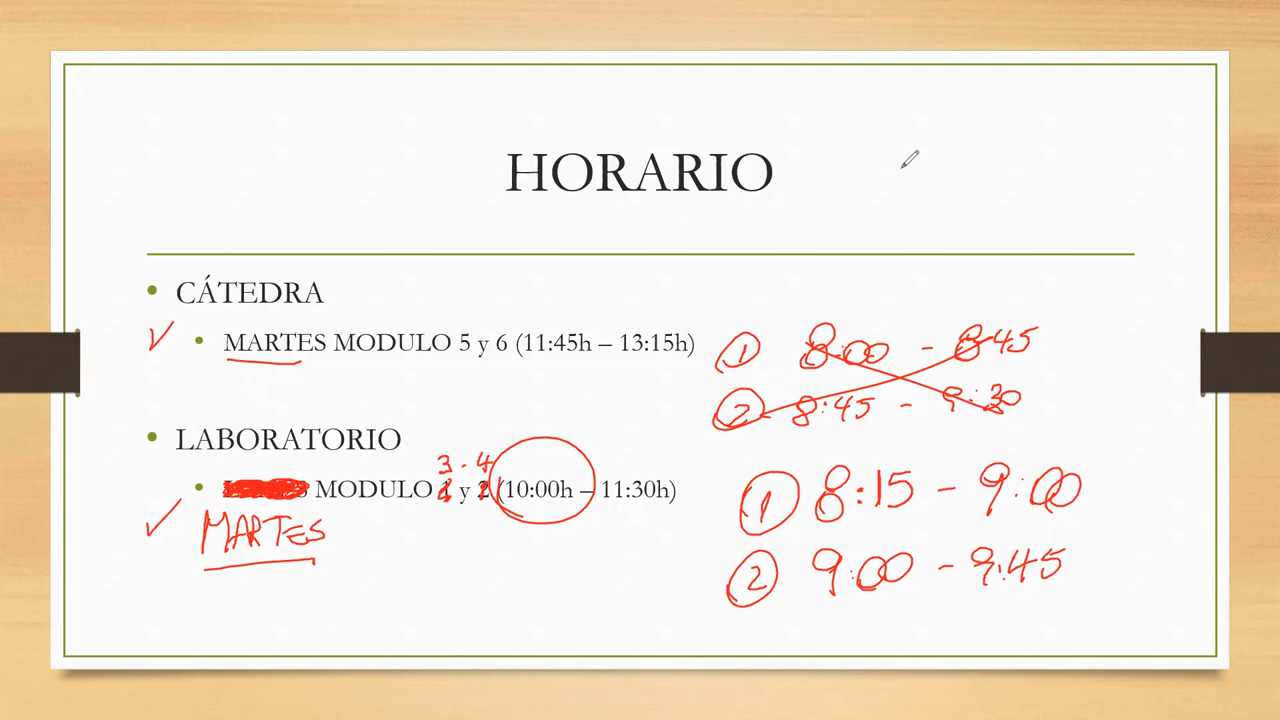 HORARIO
• CÁTEDRA
• MARTES MODULO 5 y 6 (11:45h – 13:15h)
① 8:00 - 8:45
② 8:45 - 9:30
• LABORATORIO
3 - 4
• MODULO 1 y 2 (10:00h – 11:30h)
MARTES
① 8:15 - 9:00
② 9:00 - 9:45